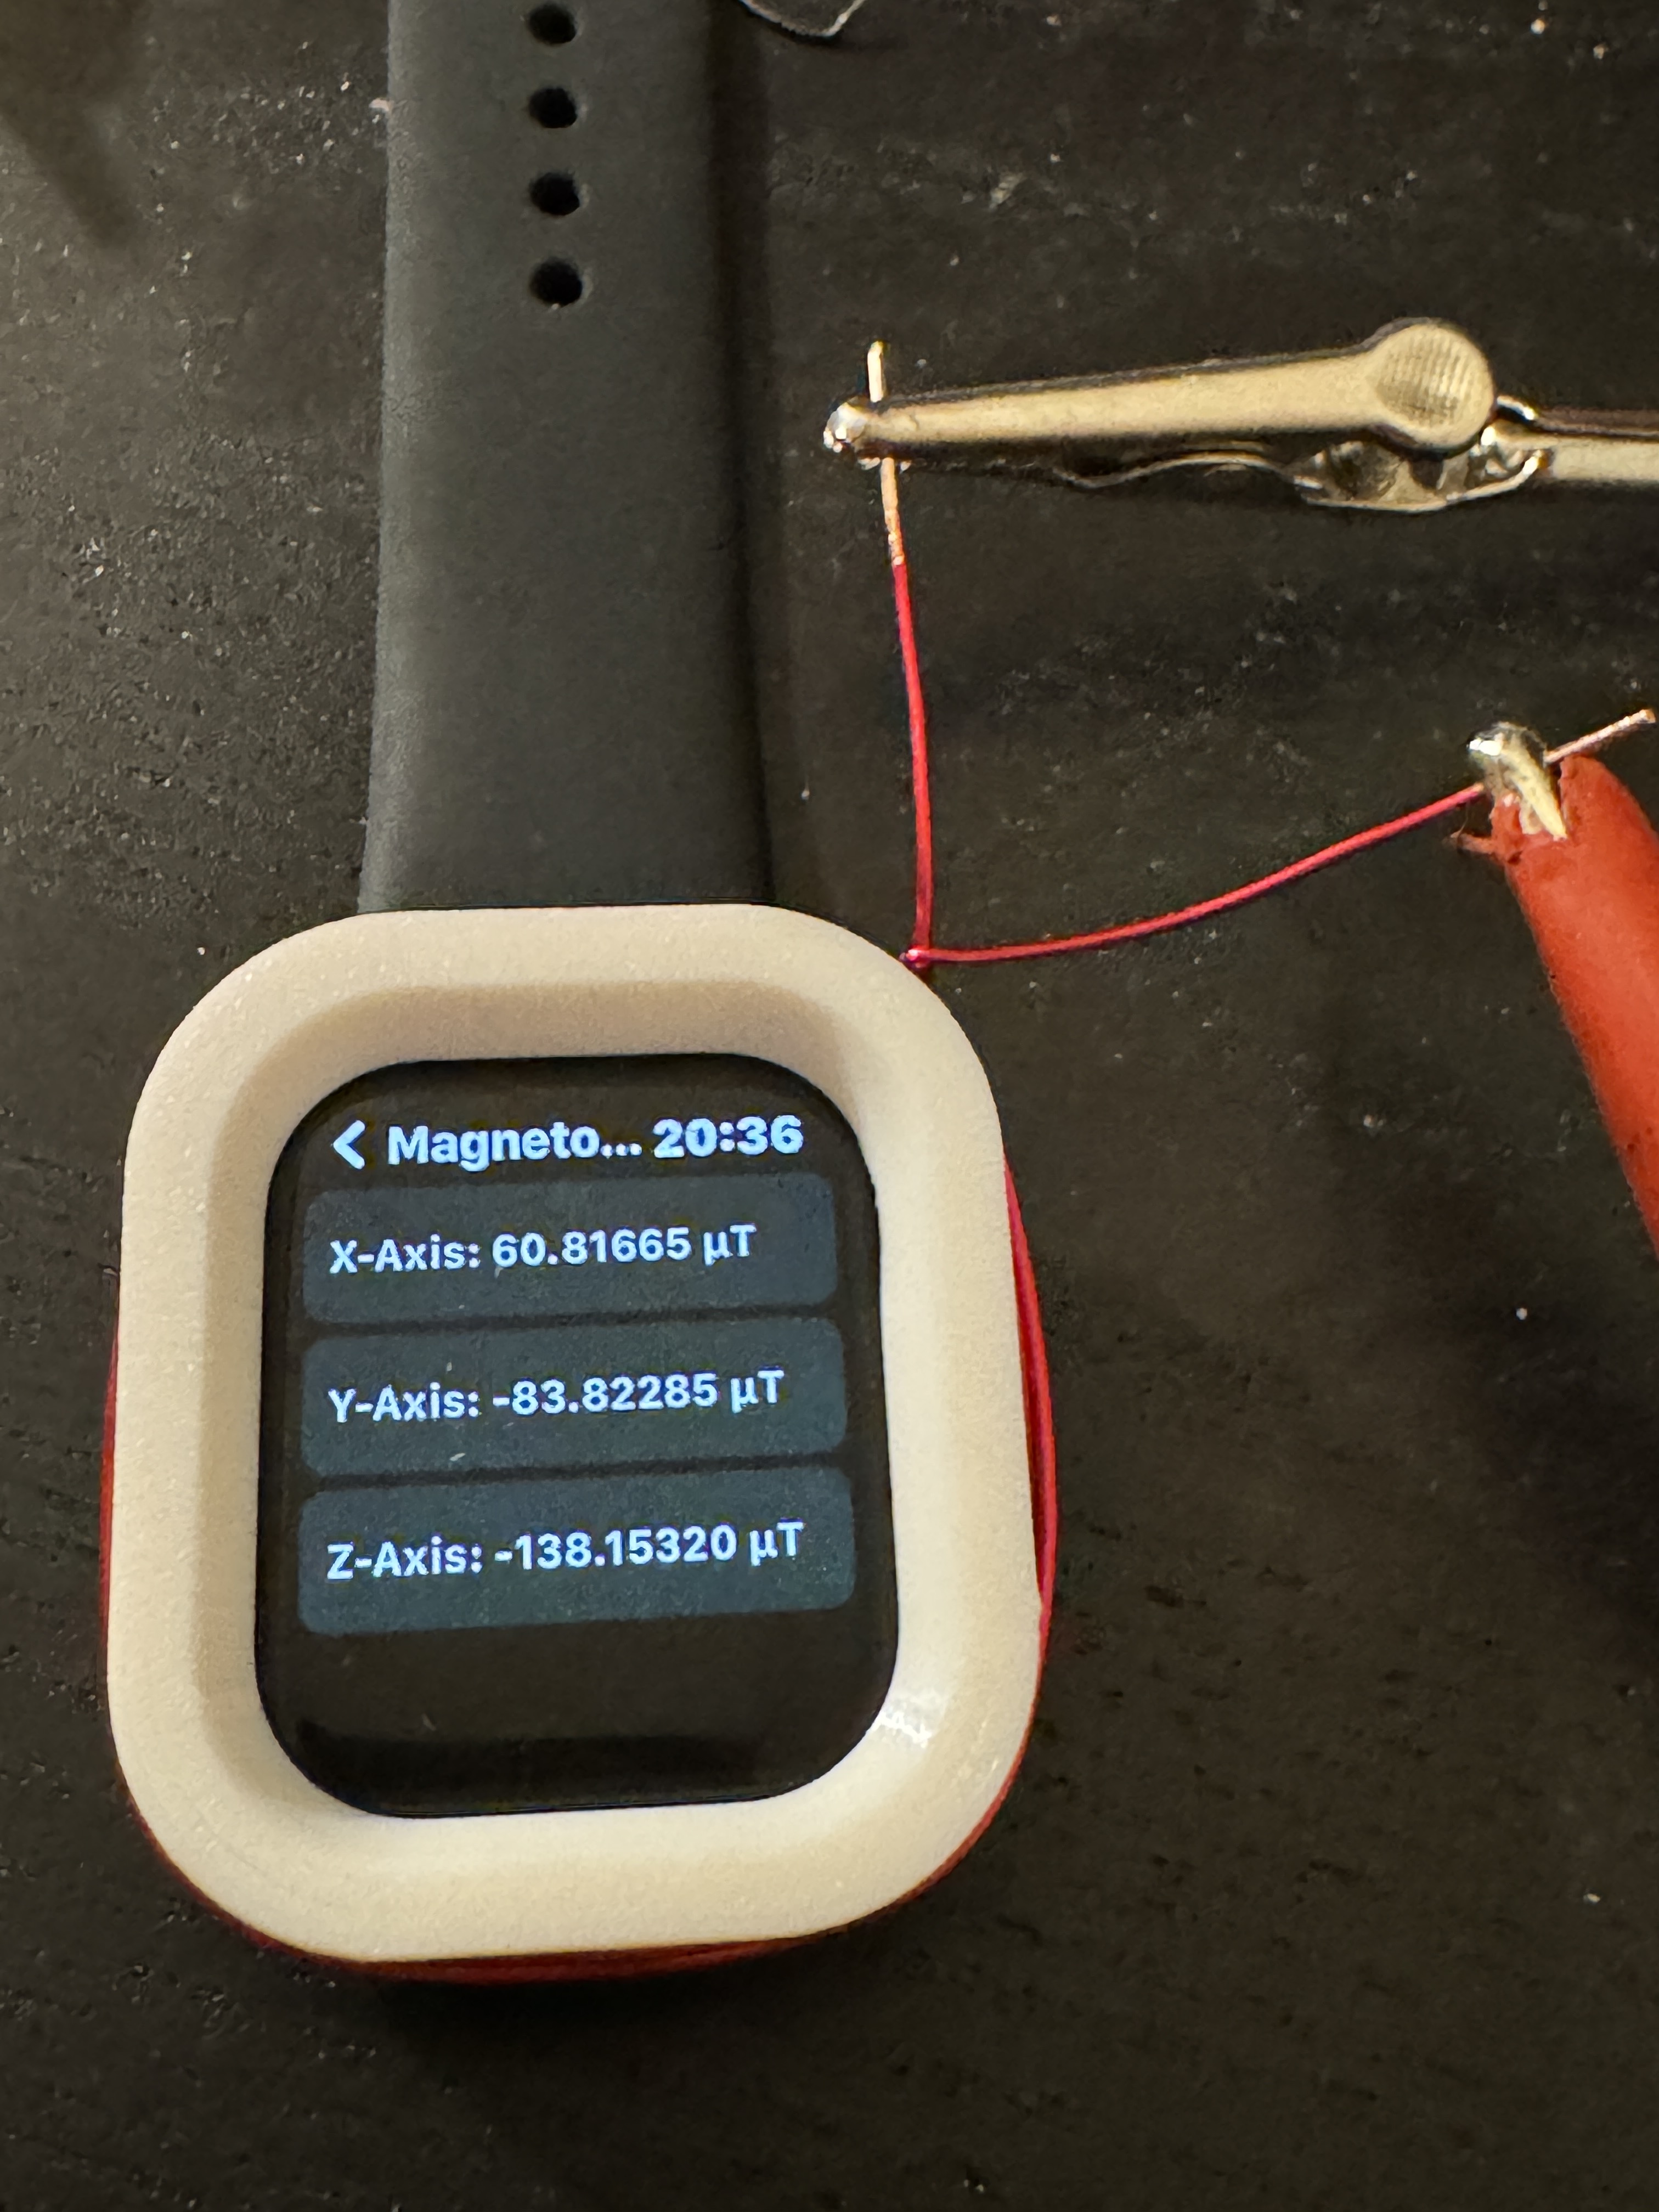 < Magneto... 20:36
X-Axis: 60.81665 µT
Y-Axis: -83.82285 µT
Z-Axis: -138.15320 µT